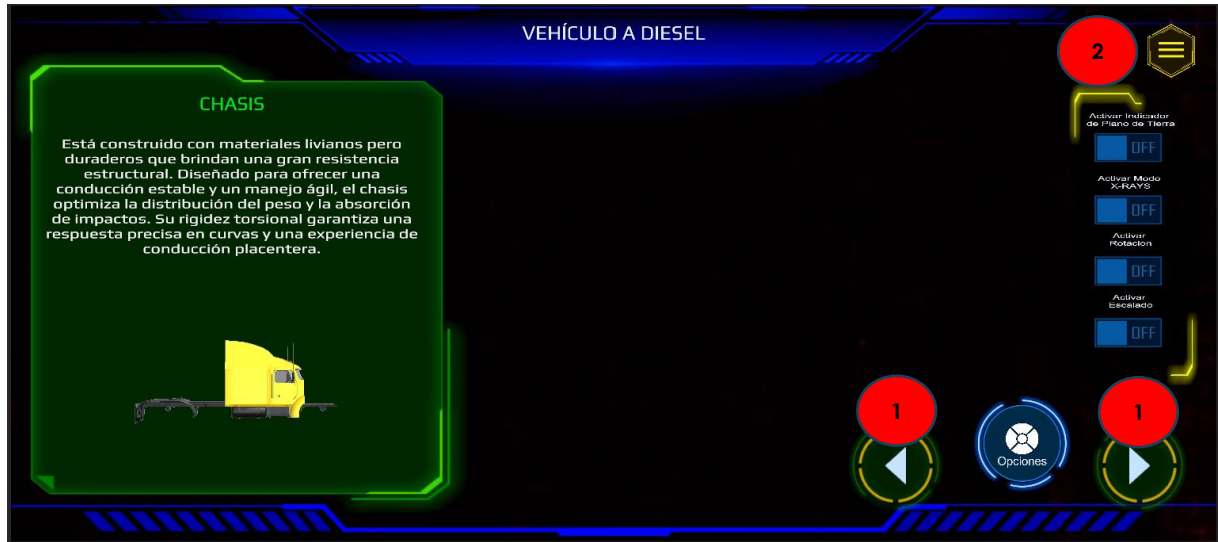 VEHÍCULO A DIESEL
2
CHASIS
Está construido con materiales livianos pero
duraderos que brindan una gran resistencia
estructural. Diseñado para ofrecer una
conducción estable y un manejo ágil, el chasis
optimiza la distribución del peso y la absorción
de impactos. Su rigidez torsional garantiza una
respuesta precisa en curvas y una experiencia de
conducción placentera.
Activar Indicador
de Plano de Tierra
OFF
Activar Modo
X-RAYS
OFF
Activar
Rotacion
OFF
Activar
Escalado
OFF
1
Opciones
1